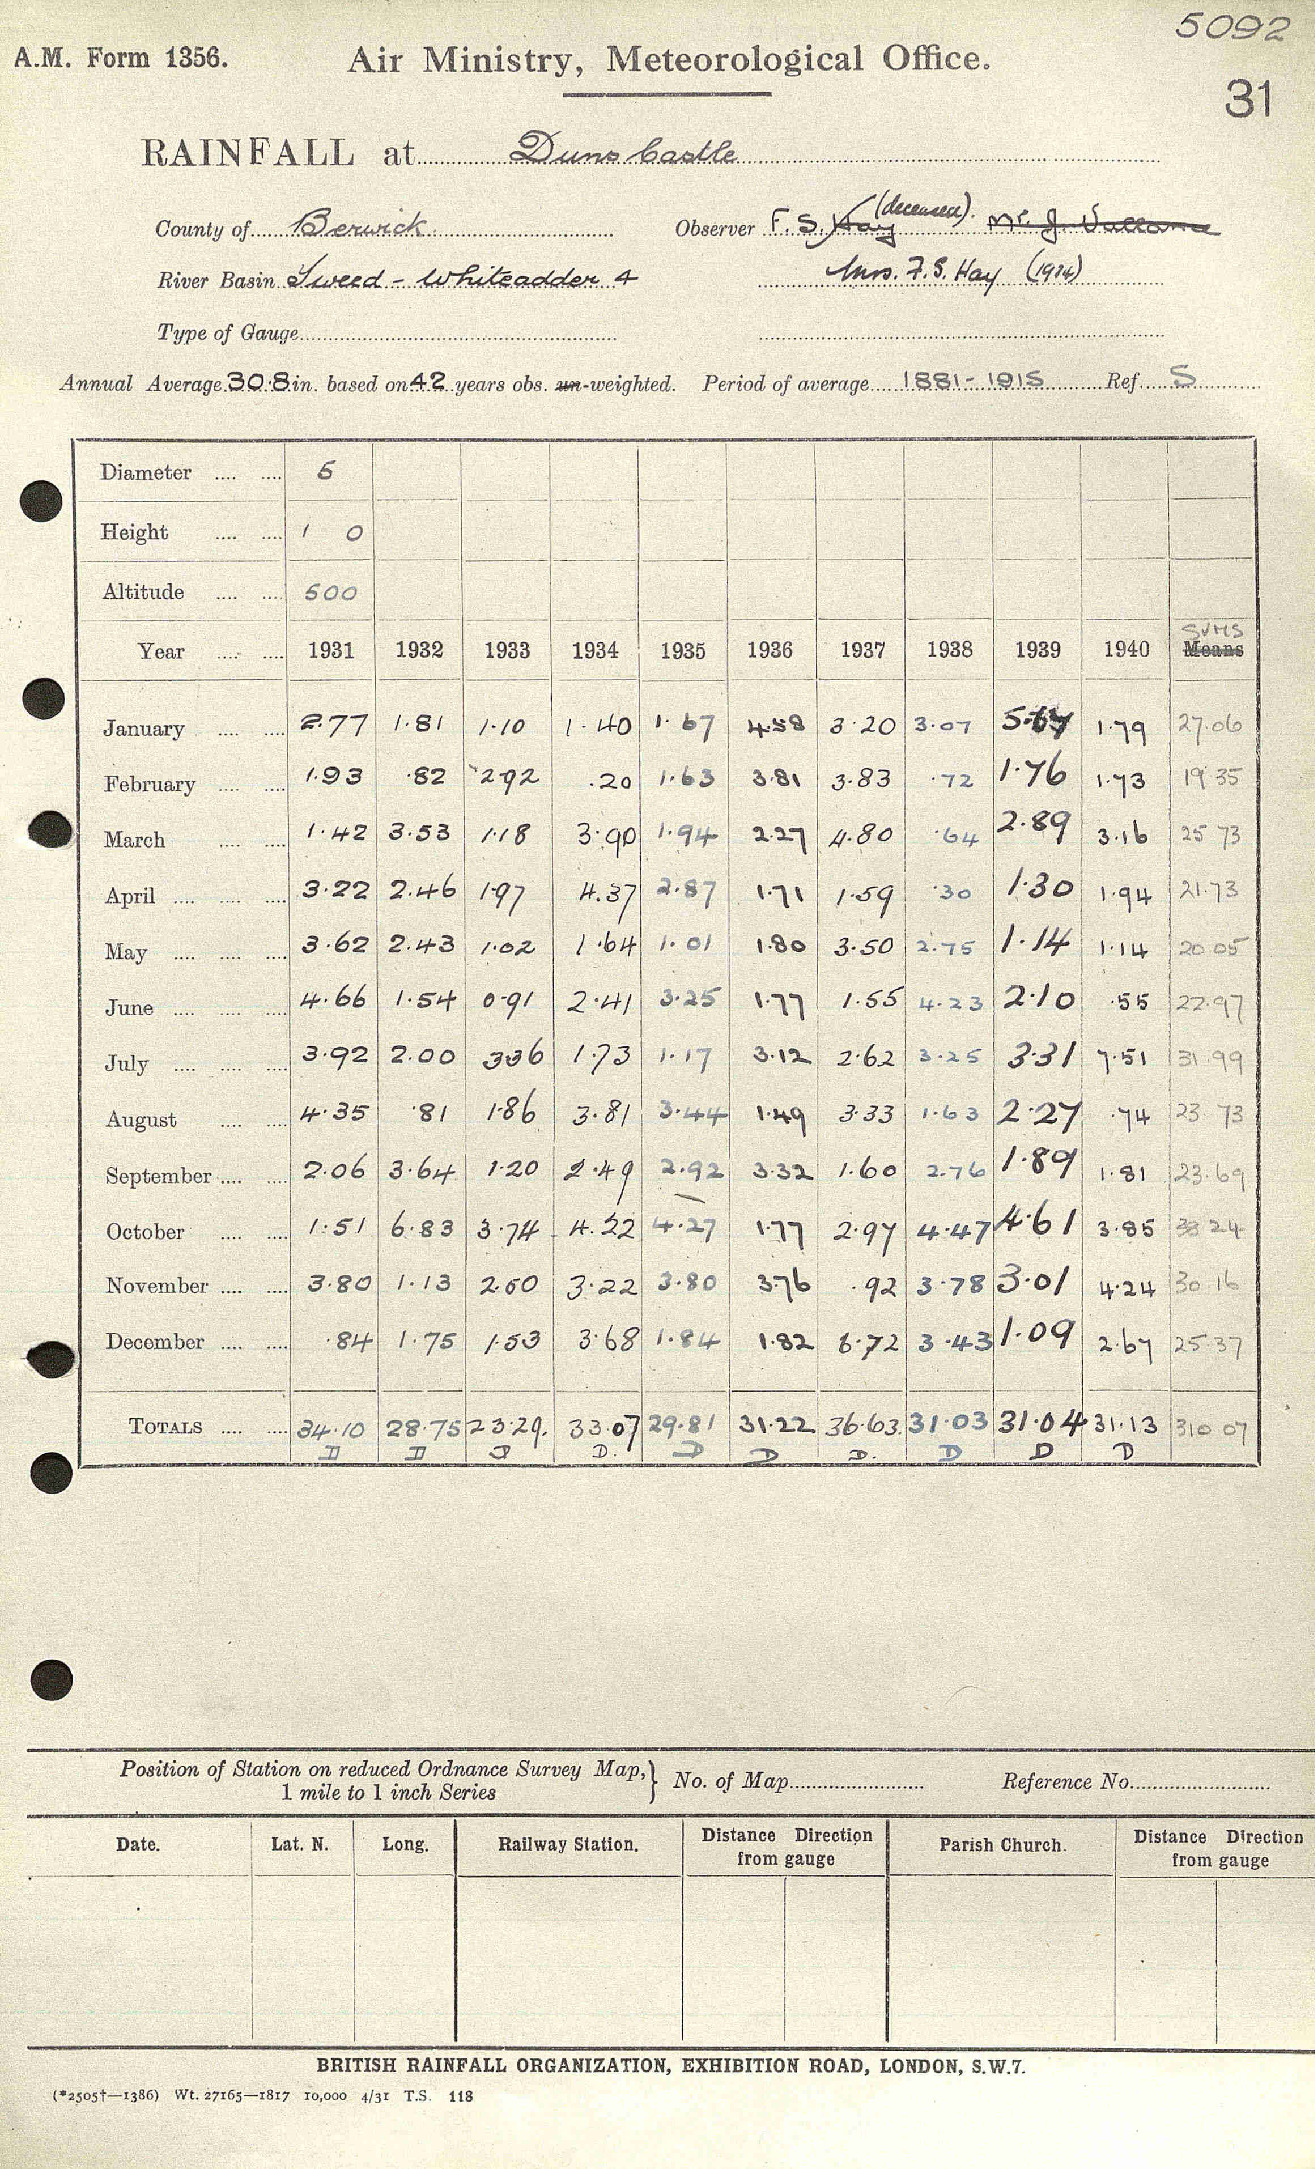 5092
A.M. Form 1356. Air Ministry, Meteorological Office.
31
RAINFALL at Duns Castle
County of Berwick Observer F. S. Hay (deceased). Mr. J.
River Basin Tweed - Whiteadder 4 Mrs. F. S. Hay (1974)
Type of Gauge
Annual Average 30.8 in. based on 42 years obs. un-weighted. Period of average 1881-1915 Ref. S
Diameter 5
Height 1 0
Altitude 500
SUMS
Year 1931 1932 1933 1934 1935 1936 1937 1938 1939 1940 Means
January 2.77 1.81 1.10 1.40 1.67 4.58 3.20 3.07 5.67 1.79 27.06
February 1.93 .82 2.92 .20 1.63 3.81 3.83 .72 1.76 1.73 19 35
March 1.42 3.53 1.18 3.90 1.94 2.27 4.80 .64 2.89 3.16 25 73
April 3.22 2.46 1.97 4.37 2.87 1.71 1.59 .30 1.30 1.94 21.73
May 3.62 2.43 1.02 1.64 1.01 1.80 3.50 2.75 1.14 1.14 20 05
June 4.66 1.54 0.91 2.41 3.25 1.77 1.55 4.23 2.10 .55 22.97
July 3.92 2.00 3.36 1.73 1.17 3.12 2.62 3.25 3.31 7.51 31.99
August 4.35 .81 1.86 3.81 3.44 1.49 3.33 1.63 2.27 .74 23 73
September 2.06 3.64 1.20 2.49 2.92 3.32 1.60 2.76 1.89 1.81 23.69
October 1.51 6.83 3.74 4.22 4.27 1.77 2.97 4.47 4.61 3.85 38 24
November 3.80 1.13 2.50 3.22 3.80 3.76 .92 3.78 3.01 4.24 30 16
December .84 1.75 1.53 3.68 1.84 1.82 6.72 3.43 1.09 2.67 25.37
TOTALS 34.10 28.75 23.29. 33.07 29.81 31.22 36.63 31.03 31.04 31.13 310 07
D D D D. D D D. D D D
Position of Station on reduced Ordnance Survey Map, } No. of Map Reference No.
1 mile to 1 inch Series
Date. Lat. N. Long. Railway Station. Distance Direction Parish Church. Distance Direction
from gauge from gauge
BRITISH RAINFALL ORGANIZATION, EXHIBITION ROAD, LONDON, S.W.7.
(*2505†—1386) Wt. 27165—1817 10,000 4/31 T.S. 118